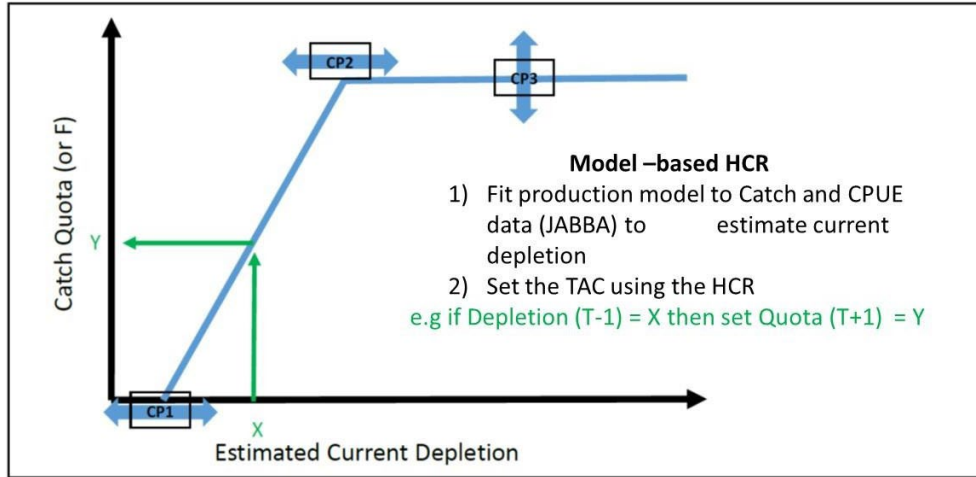 CP2
CP3
Catch Quota (or F)
Model –based HCR
1) Fit production model to Catch and CPUE
data (JABBA) to estimate current
depletion
2) Set the TAC using the HCR
e.g if Depletion (T-1) = X then set Quota (T+1) = Y
Y
CP1
X
Estimated Current Depletion